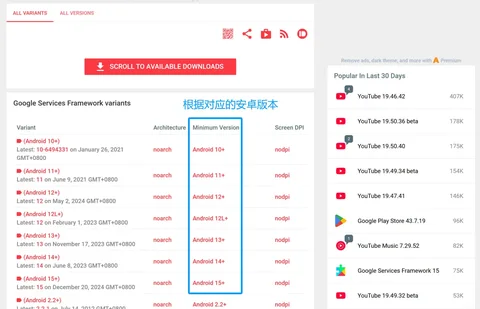 ALL VARIANTS
ALL VERSIONS
SCROLL TO AVAILABLE DOWNLOADS
Google Services Framework variants
根据对应的安卓版本
Variant Architecture Minimum Version Screen DPI
(Android 10+)
Latest: 10-6494331 on January 26, 2021 GMT+0800
noarch Android 10+ nodpi
(Android 11+)
Latest: 11 on June 9, 2021 GMT+0800
noarch Android 11+ nodpi
(Android 12+)
Latest: 12 on May 2, 2024 GMT+0800
noarch Android 12+ nodpi
(Android 12L+)
Latest: 12 on February 1, 2023 GMT+0800
noarch Android 12L+ nodpi
(Android 13+)
Latest: 13 on November 17, 2023 GMT+0800
noarch Android 13+ nodpi
(Android 14+)
Latest: 14 on June 8, 2023 GMT+0800
noarch Android 14+ nodpi
(Android 15+)
Latest: 15 on December 20, 2024 GMT+0800
noarch Android 15+ nodpi
(Android 2.2+)
noarch Android 2.2+ nodpi
Remove ads, dark theme, and more with Premium
Popular In Last 30 Days
YouTube 19.46.42 407K
YouTube 19.50.36 beta 178K
2
YouTube 19.50.40 175K
YouTube 19.49.34 beta 154K
YouTube 19.47.41 146K
Google Play Store 43.7.19 96K
YouTube Music 7.29.52 82K
Google Services Framework 15 75K
YouTube 19.49.32 beta 53K